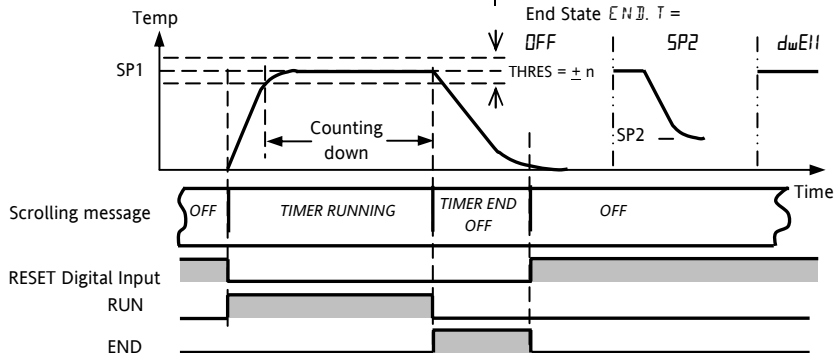 Temp
End State END. T =
OFF
SP2
dwEll
SP1
THRES = ± n
Counting
down
SP2
Time
Scrolling message
OFF
TIMER RUNNING
TIMER END
OFF
OFF
RESET Digital Input
RUN
END